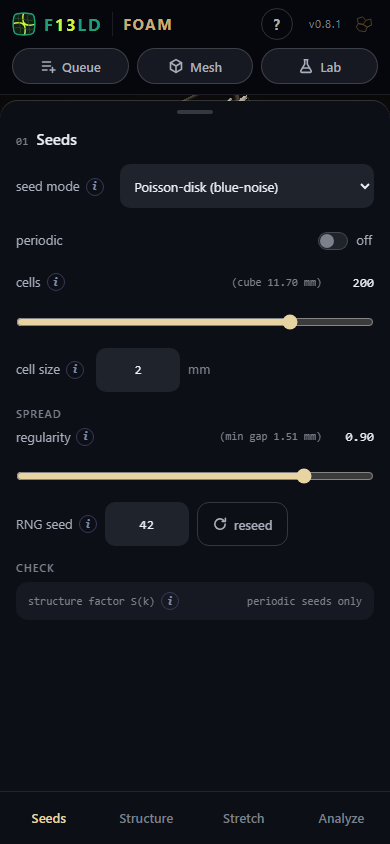 F13LD FOAM ? v0.8.1
Queue Mesh Lab
01 Seeds
seed mode i Poisson-disk (blue-noise)
periodic off
cells i (cube 11.70 mm) 200
cell size i 2 mm
SPREAD
regularity i (min gap 1.51 mm) 0.90
RNG seed i 42 reseed
CHECK
structure factor S(k) i periodic seeds only
Seeds Structure Stretch Analyze